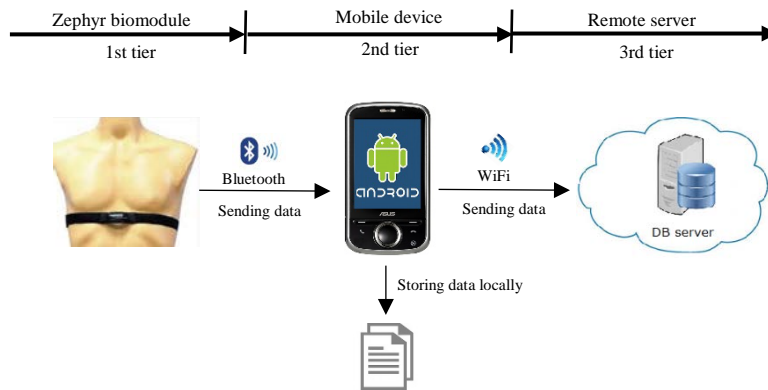 Zephyr biomodule
Mobile device
Remote server
1st tier
2nd tier
3rd tier
Bluetooth
WiFi
Sending data
Sending data
ANDROID
ASUS
DB server
Storing data locally